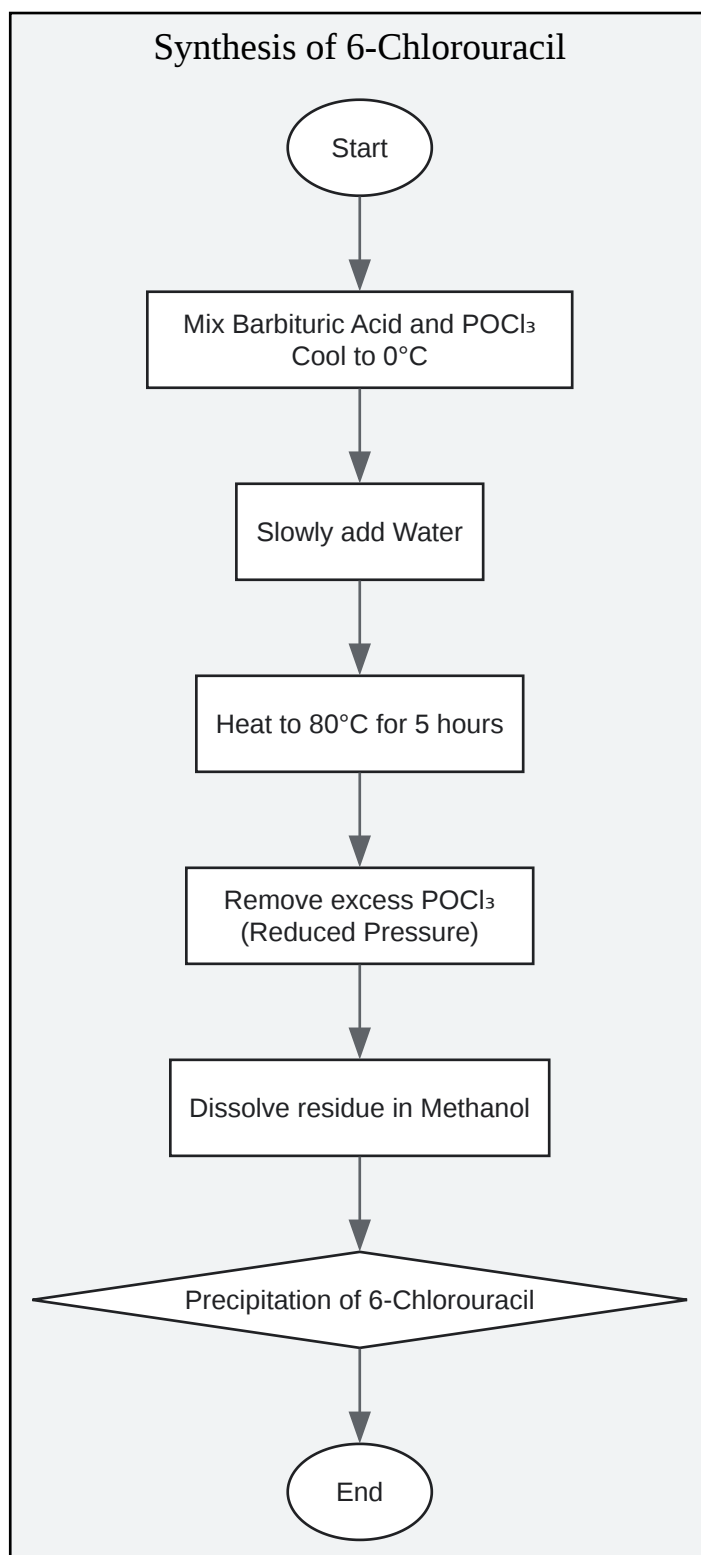 Synthesis of 6-Chlorouracil
Start
Mix Barbituric Acid and POCl₃
Cool to 0°C
Slowly add Water
Heat to 80°C for 5 hours
Remove excess POCl₃
(Reduced Pressure)
Dissolve residue in Methanol
Precipitation of 6-Chlorouracil
End